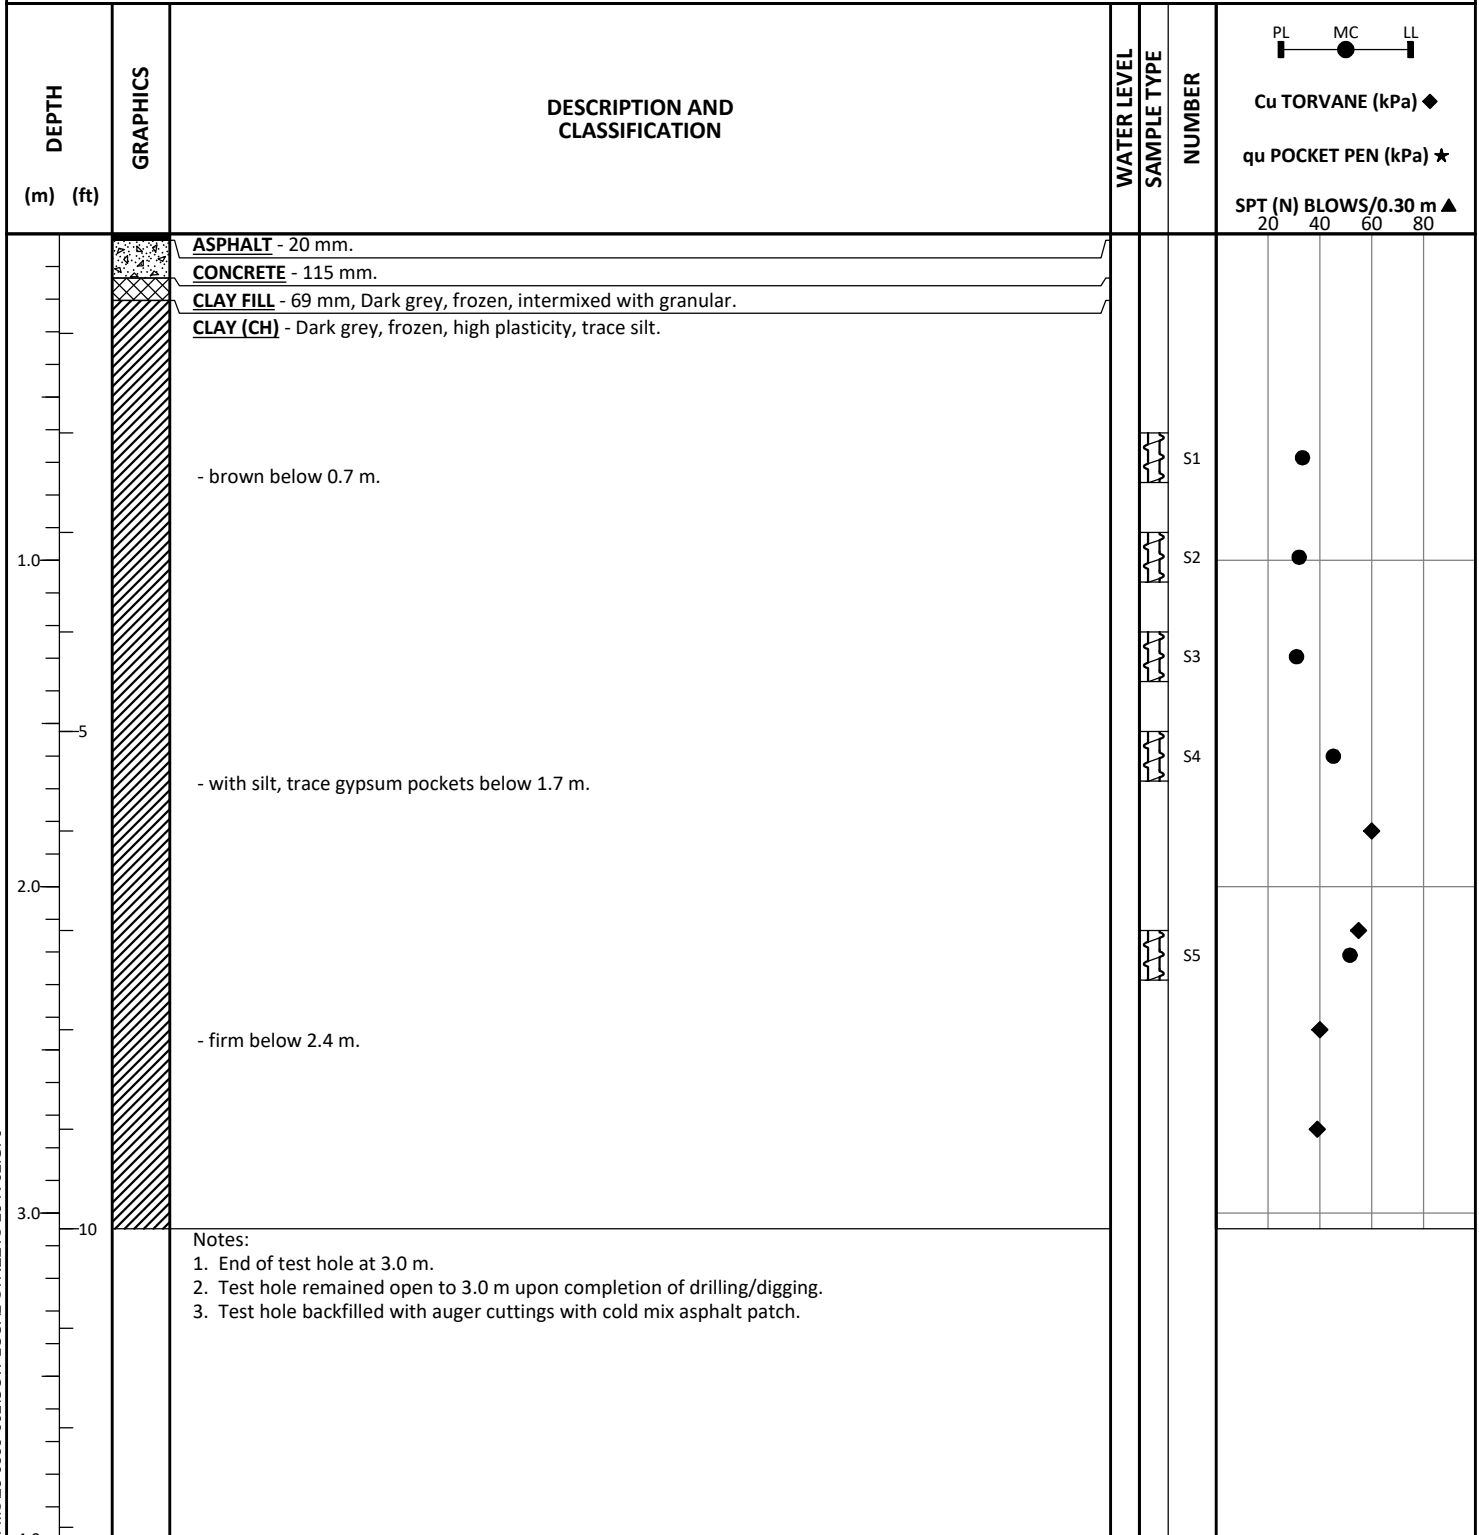 DEPTH
(m) (ft)
GRAPHICS
DESCRIPTION AND
CLASSIFICATION
WATER LEVEL
SAMPLE TYPE
NUMBER
PL MC LL
Cu TORVANE (kPa)
qu POCKET PEN (kPa)
SPT (N) BLOWS/0.30 m
20 40 60 80
ASPHALT - 20 mm.
CONCRETE - 115 mm.
CLAY FILL - 69 mm, Dark grey, frozen, intermixed with granular.
CLAY (CH) - Dark grey, frozen, high plasticity, trace silt.
S1
- brown below 0.7 m.
1.0
S2
S3
5
S4
- with silt, trace gypsum pockets below 1.7 m.
2.0
S5
- firm below 2.4 m.
3.0
10
Notes:
1. End of test hole at 3.0 m.
2. Test hole remained open to 3.0 m upon completion of drilling/digging.
3. Test hole backfilled with auger cuttings with cold mix asphalt patch.